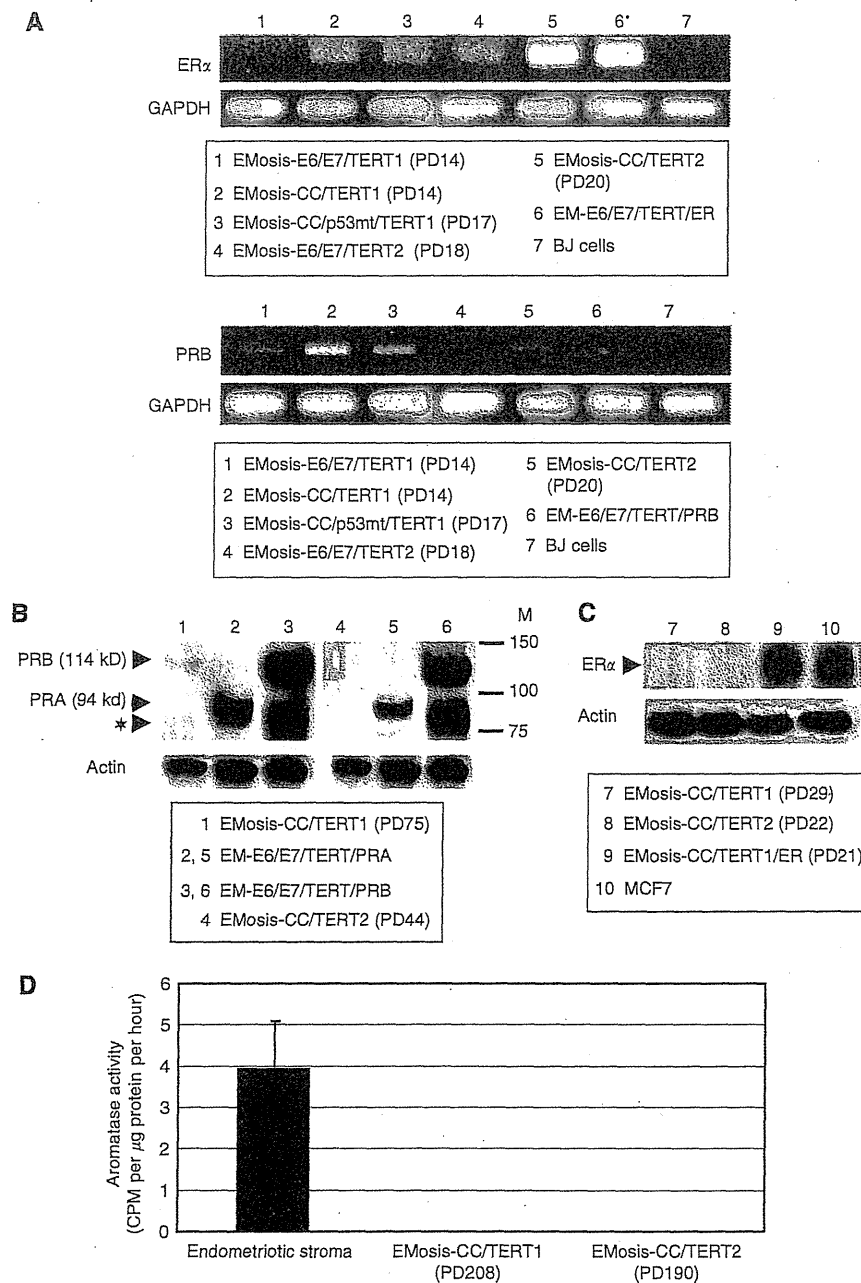 A
1 2 3 4 5 6* 7
ERα
GAPDH
1 EMosis-E6/E7/TERT1 (PD14)
2 EMosis-CC/TERT1 (PD14)
3 EMosis-CC/p53mt/TERT1 (PD17)
4 EMosis-E6/E7/TERT2 (PD18)
5 EMosis-CC/TERT2
(PD20)
6 EM-E6/E7/TERT/ER
7 BJ cells
1 2 3 4 5 6 7
PRB
GAPDH
1 EMosis-E6/E7/TERT1 (PD14)
2 EMosis-CC/TERT1 (PD14)
3 EMosis-CC/p53mt/TERT1 (PD17)
4 EMosis-E6/E7/TERT2 (PD18)
5 EMosis-CC/TERT2
(PD20)
6 EM-E6/E7/TERT/PRB
7 BJ cells
B
1 2 3 4 5 6 M
PRB (114 kD)
PRA (94 kd)
*
150
100
75
Actin
1 EMosis-CC/TERT1 (PD75)
2, 5 EM-E6/E7/TERT/PRA
3, 6 EM-E6/E7/TERT/PRB
4 EMosis-CC/TERT2 (PD44)
C
7 8 9 10
ERα
Actin
7 EMosis-CC/TERT1 (PD29)
8 EMosis-CC/TERT2 (PD22)
9 EMosis-CC/TERT1/ER (PD21)
10 MCF7
D
Aromatase activity
(CPM per µg protein per hour)
6
5
4
3
2
1
0
Endometriotic stroma
EMosis-CC/TERT1
(PD208)
EMosis-CC/TERT2
(PD190)